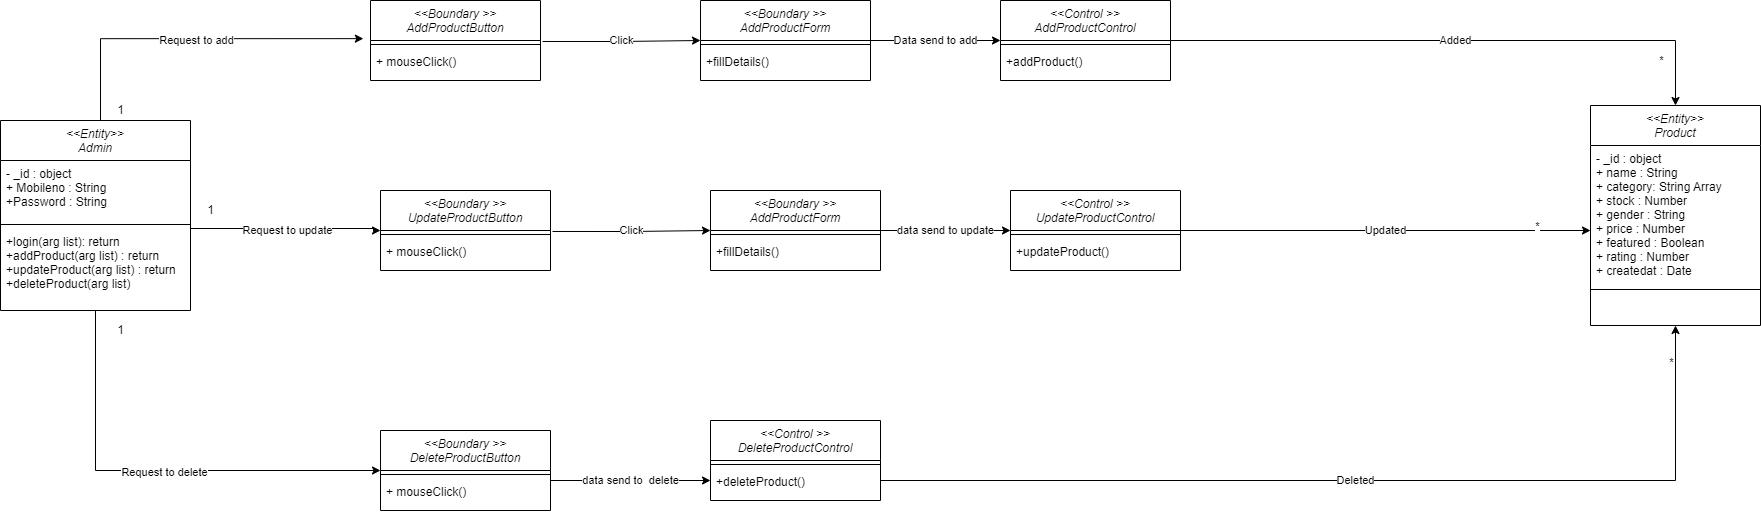 <<Boundary >>
AddProductButton
+ mouseClick()
<<Boundary >>
AddProductForm
+fillDetails()
<<Control >>
AddProductControl
+addProduct()
Request to add
Click
Data send to add
Added
*
1
<<Entity>>
Admin
- _id : object
+ Mobileno : String
+Password : String
+login(arg list): return
+addProduct(arg list) : return
+updateProduct(arg list) : return
+deleteProduct(arg list)
<<Entity>>
Product
- _id : object
+ name : String
+ category: String Array
+ stock : Number
+ gender : String
+ price : Number
+ featured : Boolean
+ rating : Number
+ createdat : Date
1
Request to update
<<Boundary >>
UpdateProductButton
+ mouseClick()
Click
<<Boundary >>
AddProductForm
+fillDetails()
data send to update
<<Control >>
UpdateProductControl
+updateProduct()
Updated
*
1
*
Request to delete
<<Boundary >>
DeleteProductButton
+ mouseClick()
data send to  delete
<<Control >>
DeleteProductControl
+deleteProduct()
Deleted